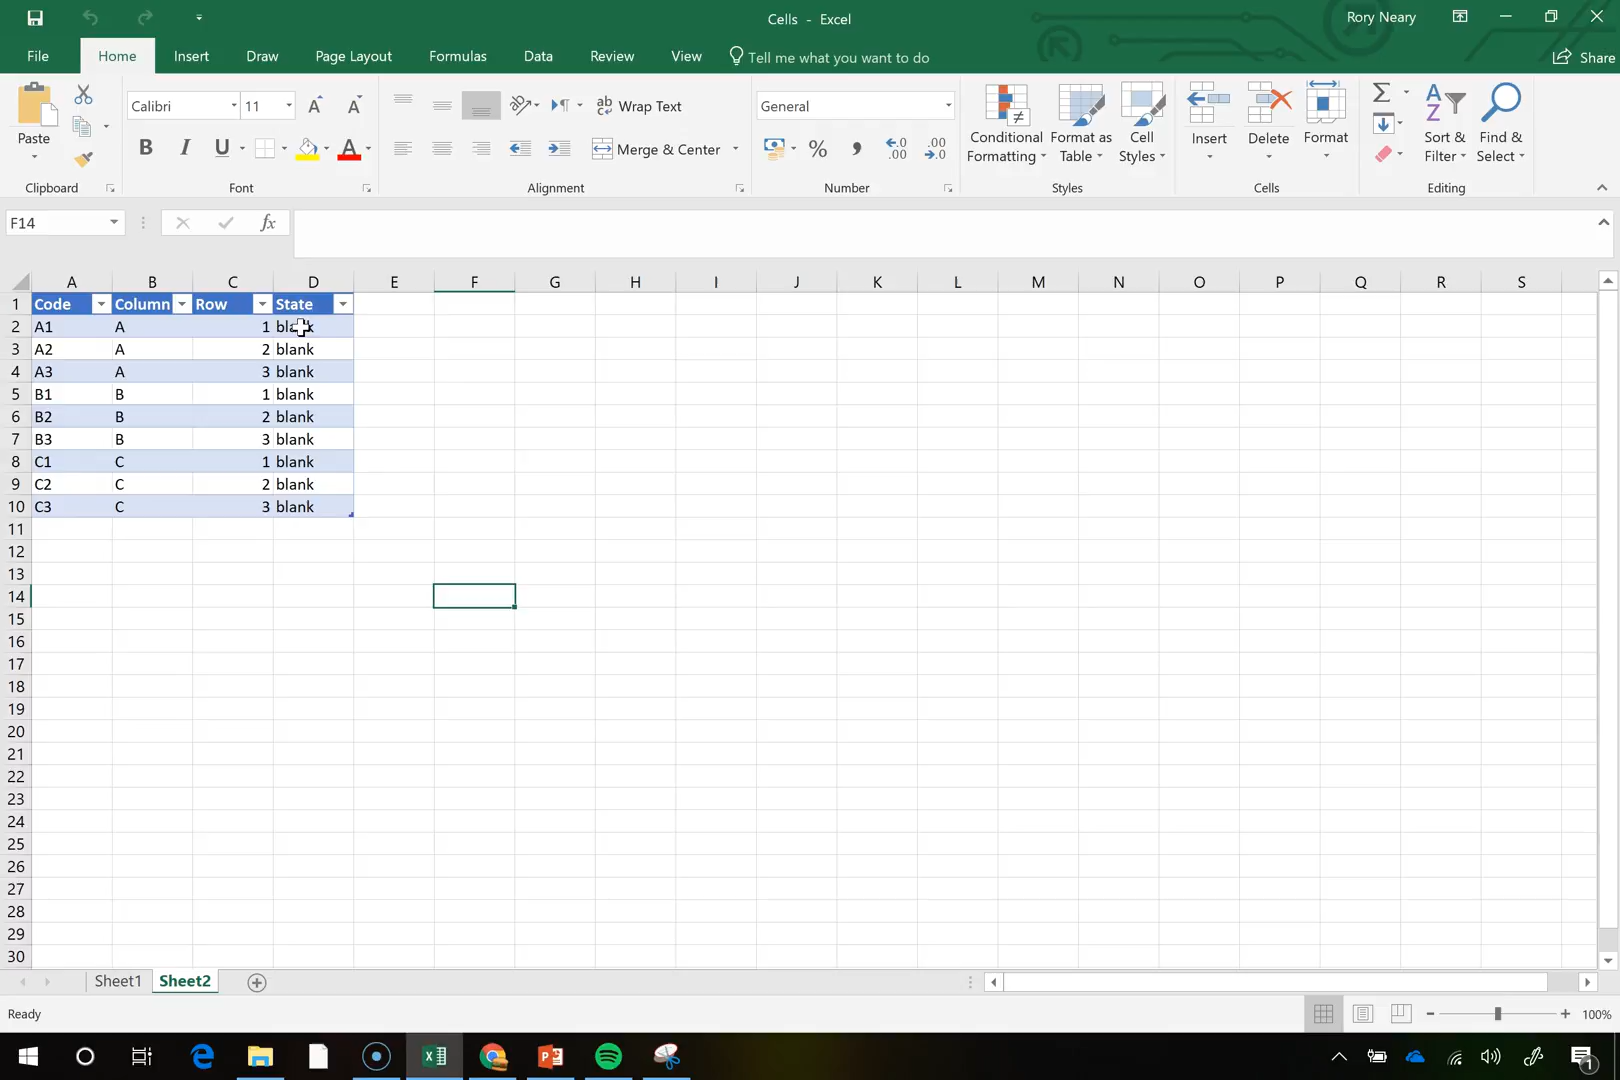 Cells - Excel
Rory Neary
File Home Insert Draw Page Layout Formulas Data Review View Tell me what you want to do Share
Paste
Clipboard
Calibri 11
B I U A
Font
Wrap Text
Merge & Center
Alignment
General
% , .0 .00 .00 .0
Number
Conditional Formatting
Format as Table
Cell Styles
Styles
Insert Delete Format
Cells
Sort & Filter
Find & Select
Editing
F14 fx
A B C D E F G H I J K L M N O P Q R S
1 Code Column Row State
2 A1 A 1 blank
3 A2 A 2 blank
4 A3 A 3 blank
5 B1 B 1 blank
6 B2 B 2 blank
7 B3 B 3 blank
8 C1 C 1 blank
9 C2 C 2 blank
10 C3 C 3 blank
11
12
13
14
15
16
17
18
19
20
21
22
23
24
25
26
27
28
29
30
Sheet1 Sheet2
Ready
100%
1